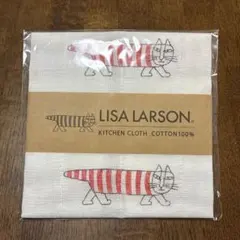 LISA LARSON®
KITCHEN CLOTH COTTON100%